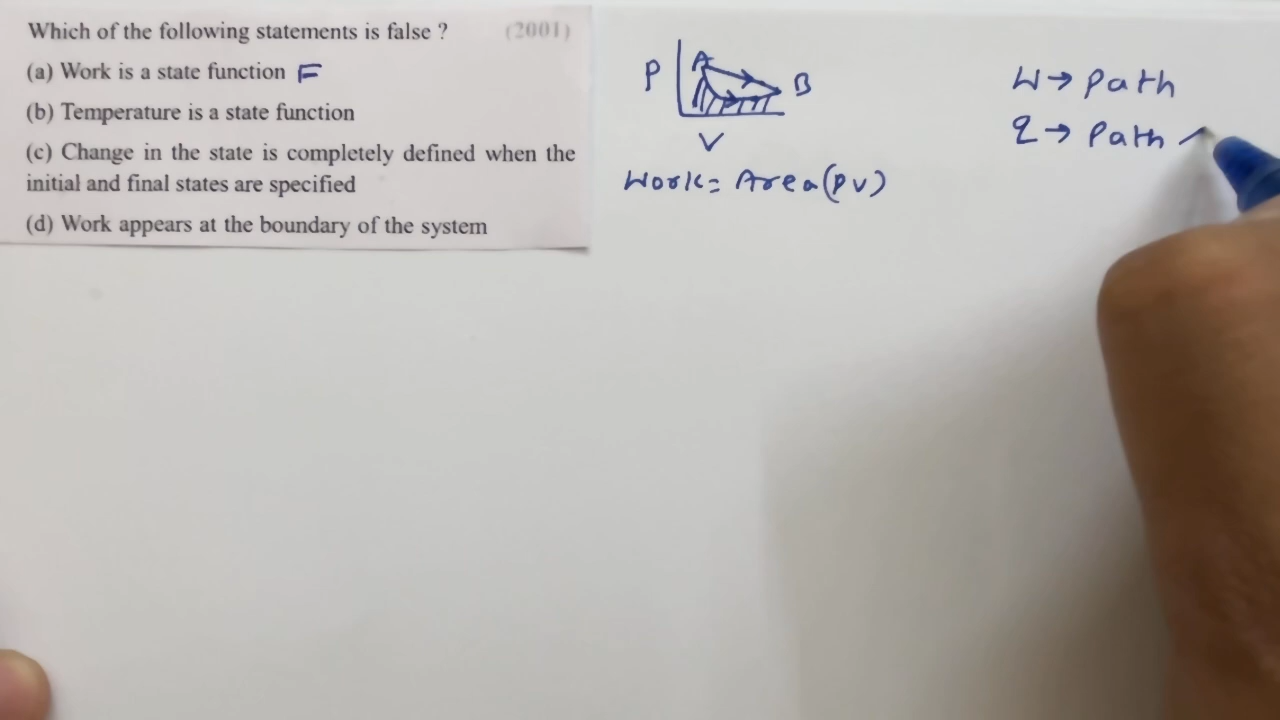 Which of the following statements is false ? (2001)
(a) Work is a state function F
(b) Temperature is a state function
(c) Change in the state is completely defined when the
initial and final states are specified
(d) Work appears at the boundary of the system
P A B
V
Work = Area(PV)
W → Path
q → Path